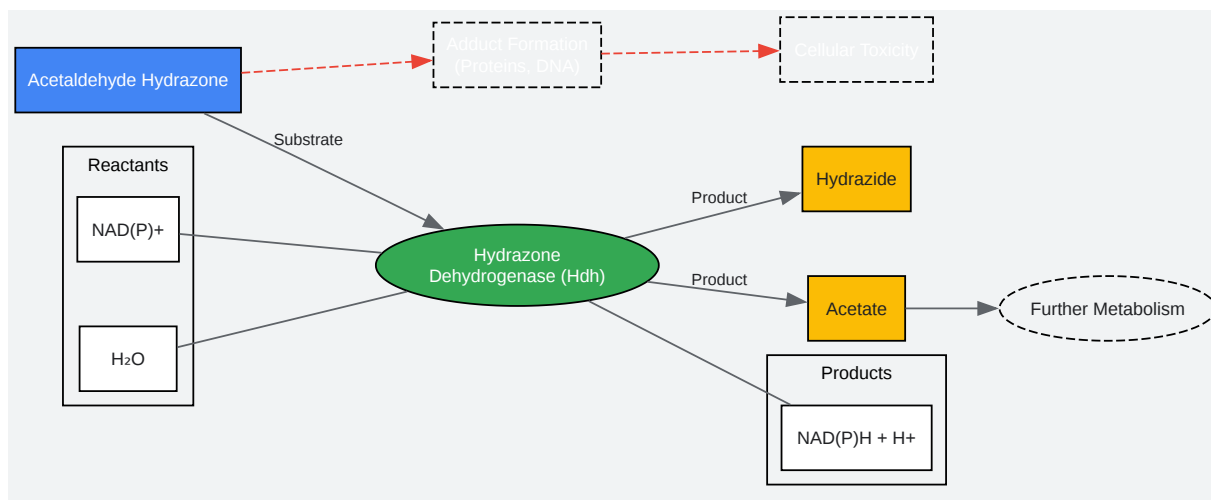 Acetaldehyde Hydrazone
Adduct Formation
(Proteins, DNA)
Cellular Toxicity
Substrate
Reactants
NAD(P)+
H₂O
Hydrazone
Dehydrogenase (Hdh)
Product
Hydrazide
Product
Acetate
Further Metabolism
Products
NAD(P)H + H+